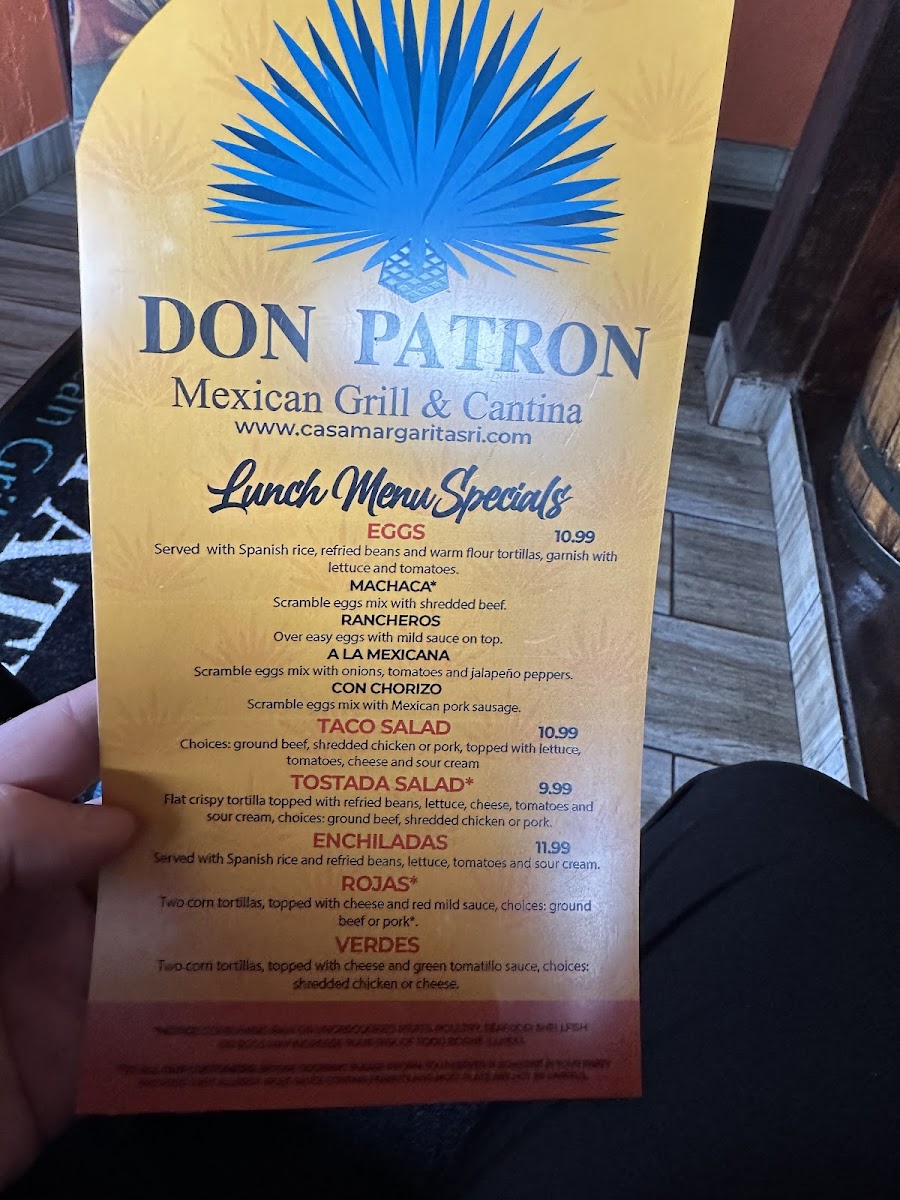 DON PATRON
Mexican Grill & Cantina
www.casamargaritasri.com
Lunch Menu Specials
EGGS 10.99
Served with Spanish rice, refried beans and warm flour tortillas, garnish with
lettuce and tomatoes.
MACHACA*
Scramble eggs mix with shredded beef.
RANCHEROS
Over easy eggs with mild sauce on top.
A LA MEXICANA
Scramble eggs mix with onions, tomatoes and jalapeño peppers.
CON CHORIZO
Scramble eggs mix with Mexican pork sausage.
TACO SALAD 10.99
Choices: ground beef, shredded chicken or pork, topped with lettuce,
tomatoes, cheese and sour cream
TOSTADA SALAD* 9.99
Flat crispy tortilla topped with refried beans, lettuce, cheese, tomatoes and
sour cream, choices: ground beef, shredded chicken or pork.
ENCHILADAS 11.99
Served with Spanish rice and refried beans, lettuce, tomatoes and sour cream.
ROJAS*
Two corn tortillas, topped with cheese and red mild sauce, choices: ground
beef or pork*.
VERDES
Two corn tortillas, topped with cheese and green tomatillo sauce, choices:
shredded chicken or cheese.